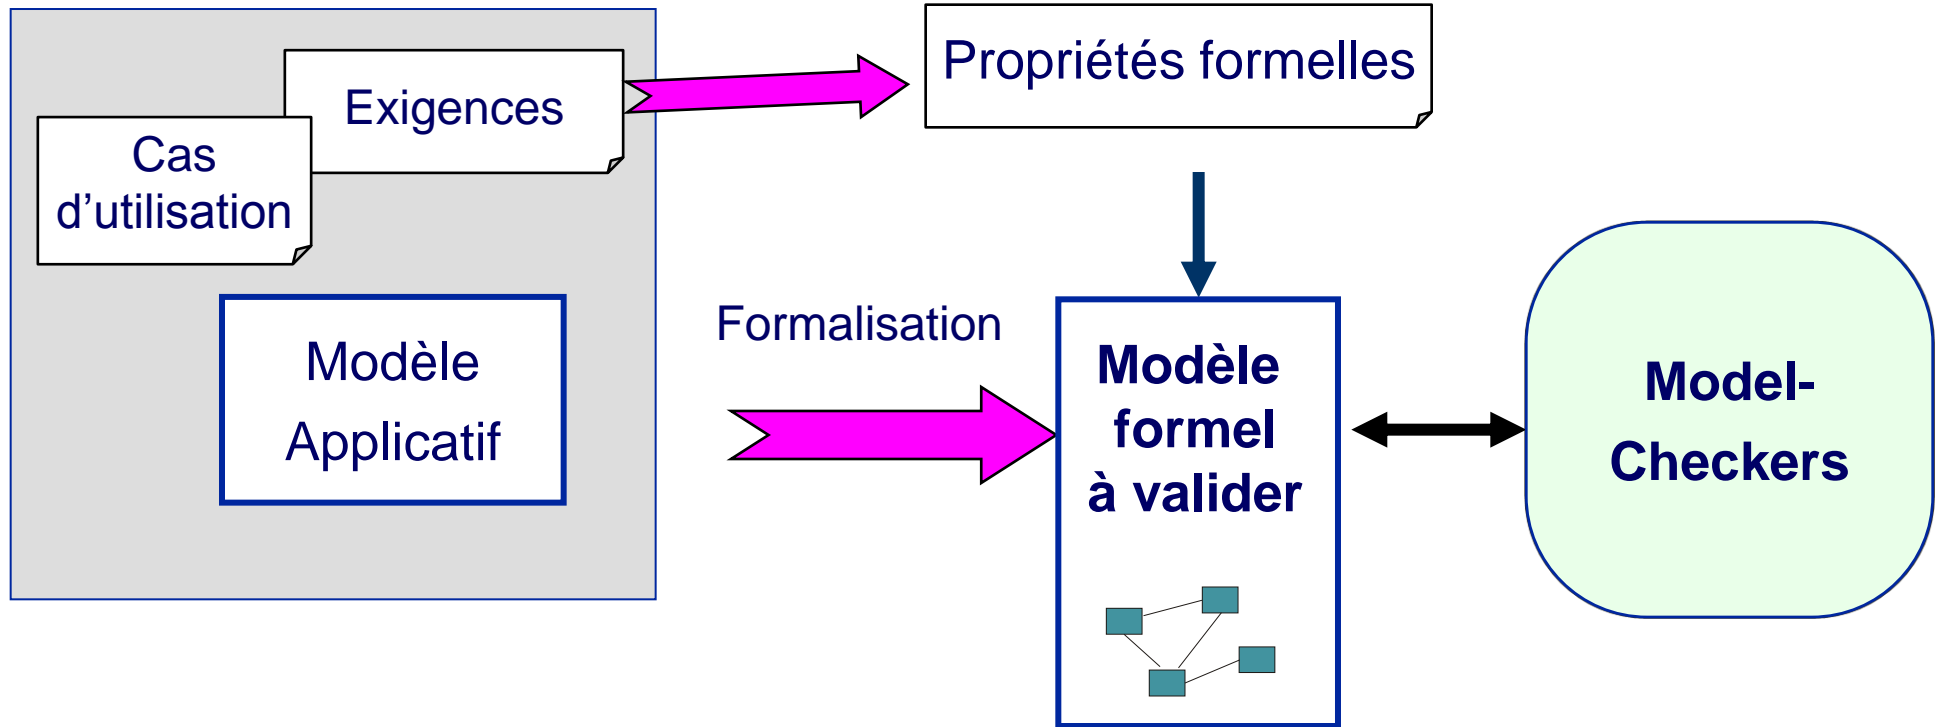 Propriétés formelles
Exigences
Cas
d’utilisation
Modèle
Applicatif
Formalisation
Modèle
formel
à valider
Model-
Checkers